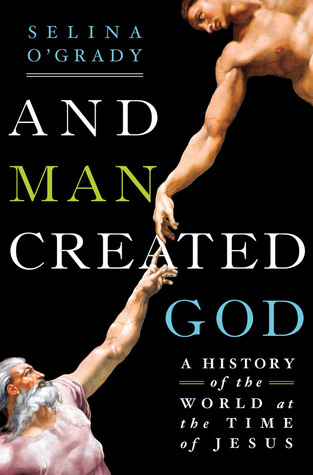 SELINA
O'GRADY
AND
MAN
CREATED
GOD
A HISTORY
of the
WORLD at
the TIME
of JESUS